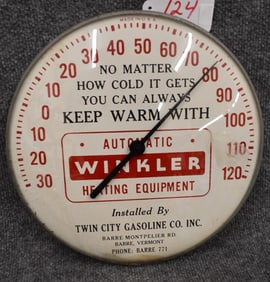 124
MADE IN U.S.A.
30 20 10 0 10 20 30 40 50 60 70 80 90 100 110 120
NO MATTER
HOW COLD IT GETS
YOU CAN ALWAYS
KEEP WARM WITH
• AUTOMATIC •
WINKLER
HEATING EQUIPMENT
Installed By
TWIN CITY GASOLINE CO. INC.
BARRE MONTPELIER RD.
BARRE, VERMONT
PHONE: BARRE 771